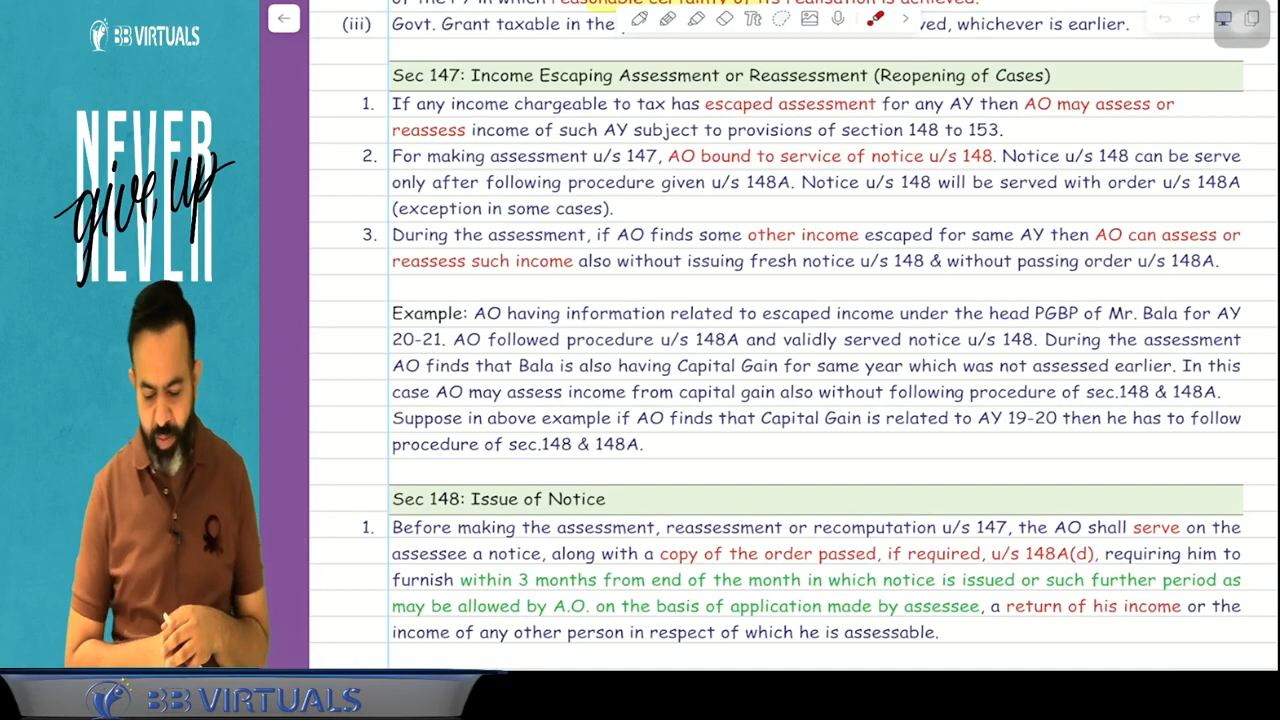 BB VIRTUALS
NEVER
give up
NEVER
of the in which reasonable certainty of its realisation is achieved.
(iii) Govt. Grant taxable in the ved, whichever is earlier.
Sec 147: Income Escaping Assessment or Reassessment (Reopening of Cases)
1. If any income chargeable to tax has escaped assessment for any AY then AO may assess or
reassess income of such AY subject to provisions of section 148 to 153.
2. For making assessment u/s 147, AO bound to service of notice u/s 148. Notice u/s 148 can be serve
only after following procedure given u/s 148A. Notice u/s 148 will be served with order u/s 148A
(exception in some cases).
3. During the assessment, if AO finds some other income escaped for same AY then AO can assess or
reassess such income also without issuing fresh notice u/s 148 & without passing order u/s 148A.
Example: AO having information related to escaped income under the head PGBP of Mr. Bala for AY
20-21. AO followed procedure u/s 148A and validly served notice u/s 148. During the assessment
AO finds that Bala is also having Capital Gain for same year which was not assessed earlier. In this
case AO may assess income from capital gain also without following procedure of sec.148 & 148A.
Suppose in above example if AO finds that Capital Gain is related to AY 19-20 then he has to follow
procedure of sec.148 & 148A.
Sec 148: Issue of Notice
1. Before making the assessment, reassessment or recomputation u/s 147, the AO shall serve on the
assessee a notice, along with a copy of the order passed, if required, u/s 148A(d), requiring him to
furnish within 3 months from end of the month in which notice is issued or such further period as
may be allowed by A.O. on the basis of application made by assessee, a return of his income or the
income of any other person in respect of which he is assessable.
BB VIRTUALS